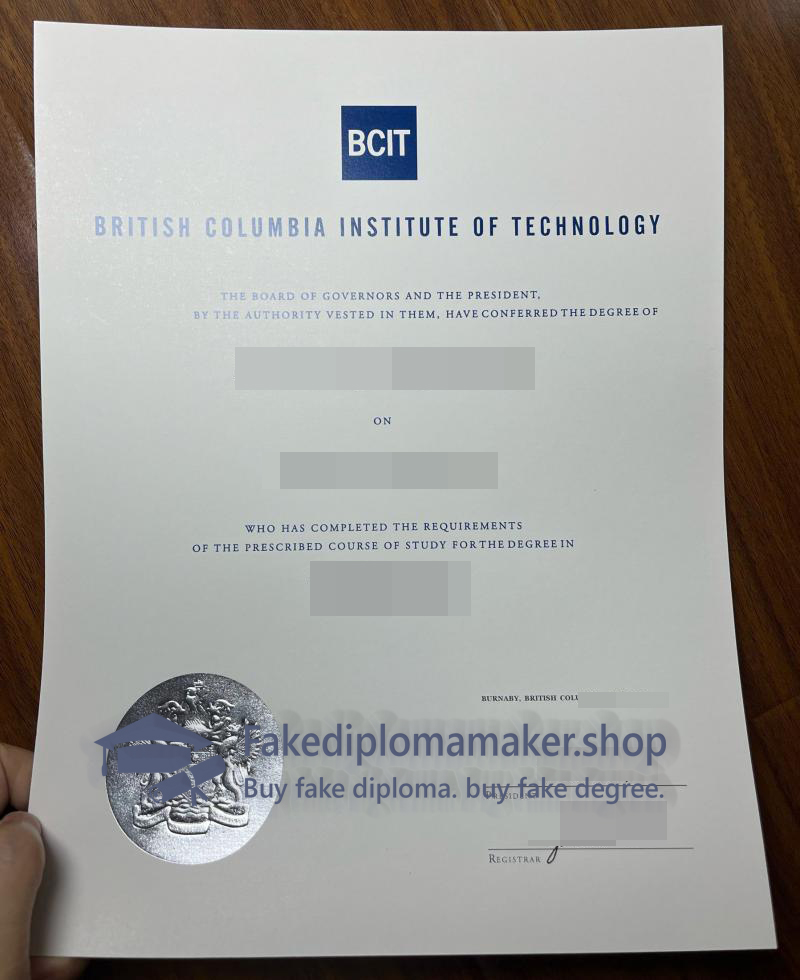 BCIT
BRITISH COLUMBIA INSTITUTE OF TECHNOLOGY
THE BOARD OF GOVERNORS AND THE PRESIDENT,
BY THE AUTHORITY VESTED IN THEM, HAVE CONFERRED THE DEGREE OF
ON
WHO HAS COMPLETED THE REQUIREMENTS
OF THE PRESCRIBED COURSE OF STUDY FOR THE DEGREE IN
BURNABY, BRITISH
fakediplomamaker.shop
Buy fake diploma. buy fake degree.
REGISTRAR